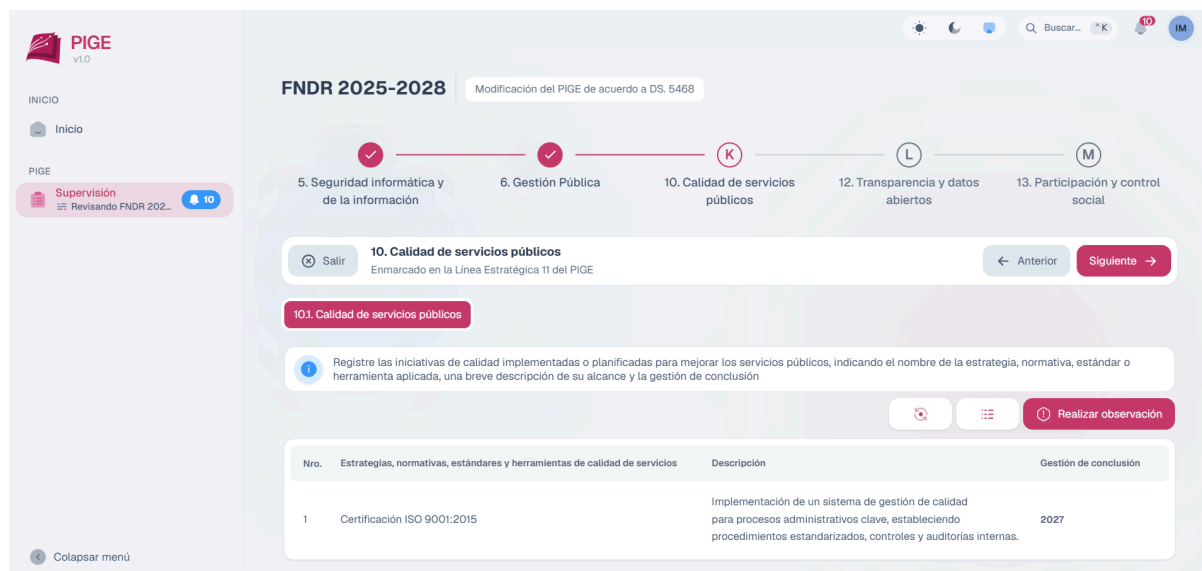 PIGE
v1.0
INICIO
Inicio
PIGE
Supervisión
Revisando FNDR 202...
10
Colapsar menú
Buscar... ^ K
10
IM
FNDR 2025-2028
Modificación del PIGE de acuerdo a DS. 5468
K
L
M
5. Seguridad informática y
de la información
6. Gestión Pública
10. Calidad de servicios
públicos
12. Transparencia y datos
abiertos
13. Participación y control
social
Salir
10. Calidad de servicios públicos
Enmarcado en la Línea Estratégica 11 del PIGE
Anterior
Siguiente
10.1. Calidad de servicios públicos
Registre las iniciativas de calidad implementadas o planificadas para mejorar los servicios públicos, indicando el nombre de la estrategia, normativa, estándar o
herramienta aplicada, una breve descripción de su alcance y la gestión de conclusión
Realizar observación
Nro. Estrategias, normativas, estándares y herramientas de calidad de servicios Descripción Gestión de conclusión
1 Certificación ISO 9001:2015
Implementación de un sistema de gestión de calidad
para procesos administrativos clave, estableciendo
procedimientos estandarizados, controles y auditorías internas.
2027